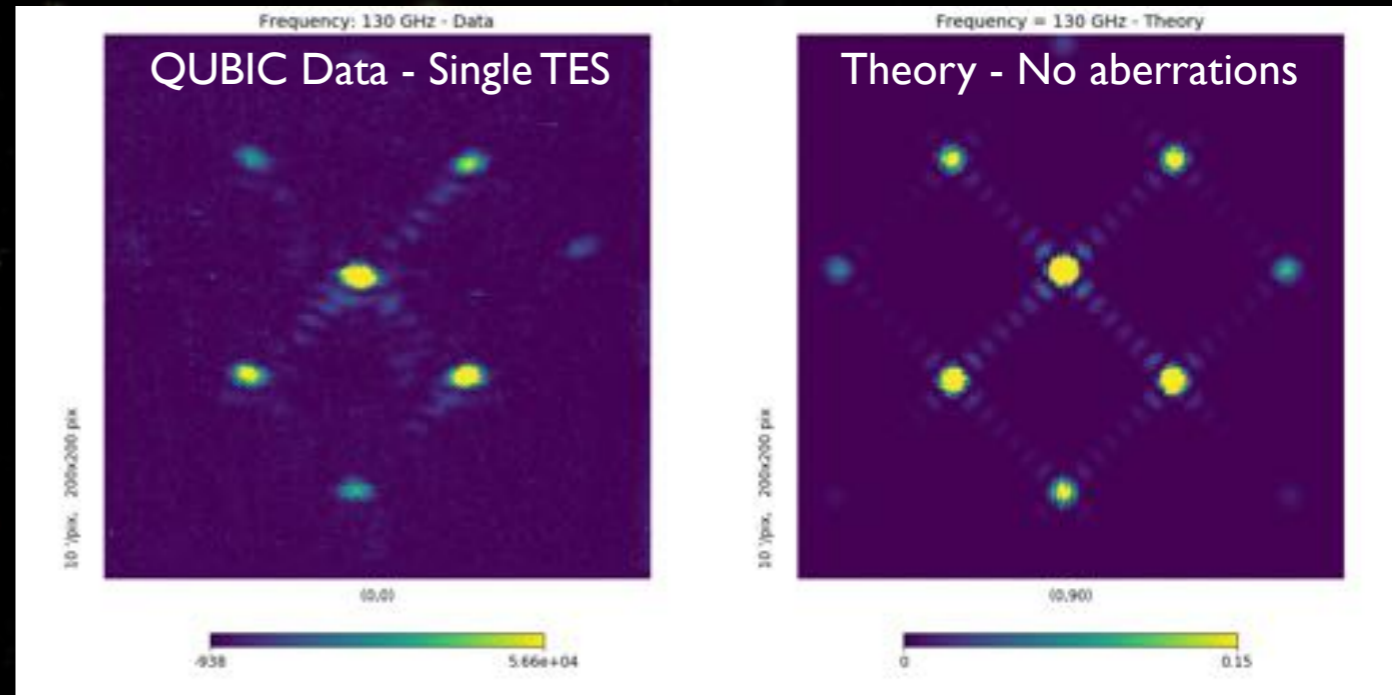 Frequency: 130 GHz - Data
QUBIC Data - Single TES
10 '/pix, 200x200 pix
(0,0)
-938
5.66e+04
Frequency = 130 GHz - Theory
Theory - No aberrations
10 '/pix, 200x200 pix
(0,90)
0
0.15